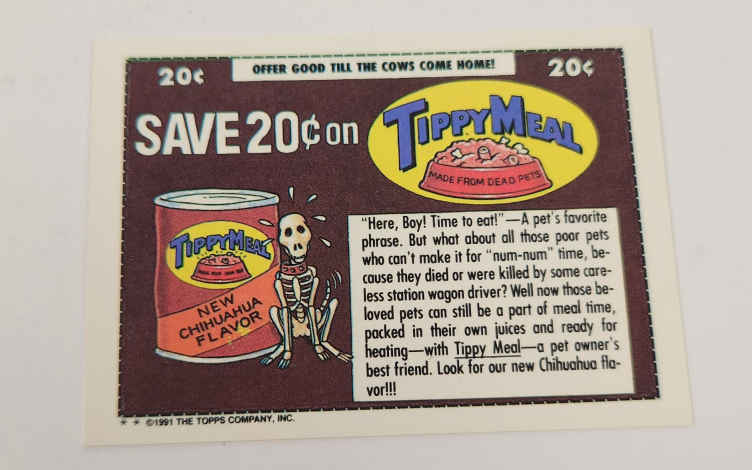 OFFER GOOD TILL THE COWS COME HOME!
20¢
20¢
SAVE 20¢ on
TIPPY MEAL
MADE FROM DEAD PETS
"Here, Boy! Time to eat!"—A pet's favorite
phrase. But what about all those poor pets
who can't make it for "num-num" time, be-
cause they died or were killed by some care-
less station wagon driver? Well now those be-
loved pets can still be a part of meal time,
packed in their own juices and ready for
heating—with Tippy Meal—a pet owner's
best friend. Look for our new Chihuahua fla-
vor!!!
TIPPY MEAL
NEW
CHIHUAHUA
FLAVOR
* * ©1991 THE TOPPS COMPANY, INC.